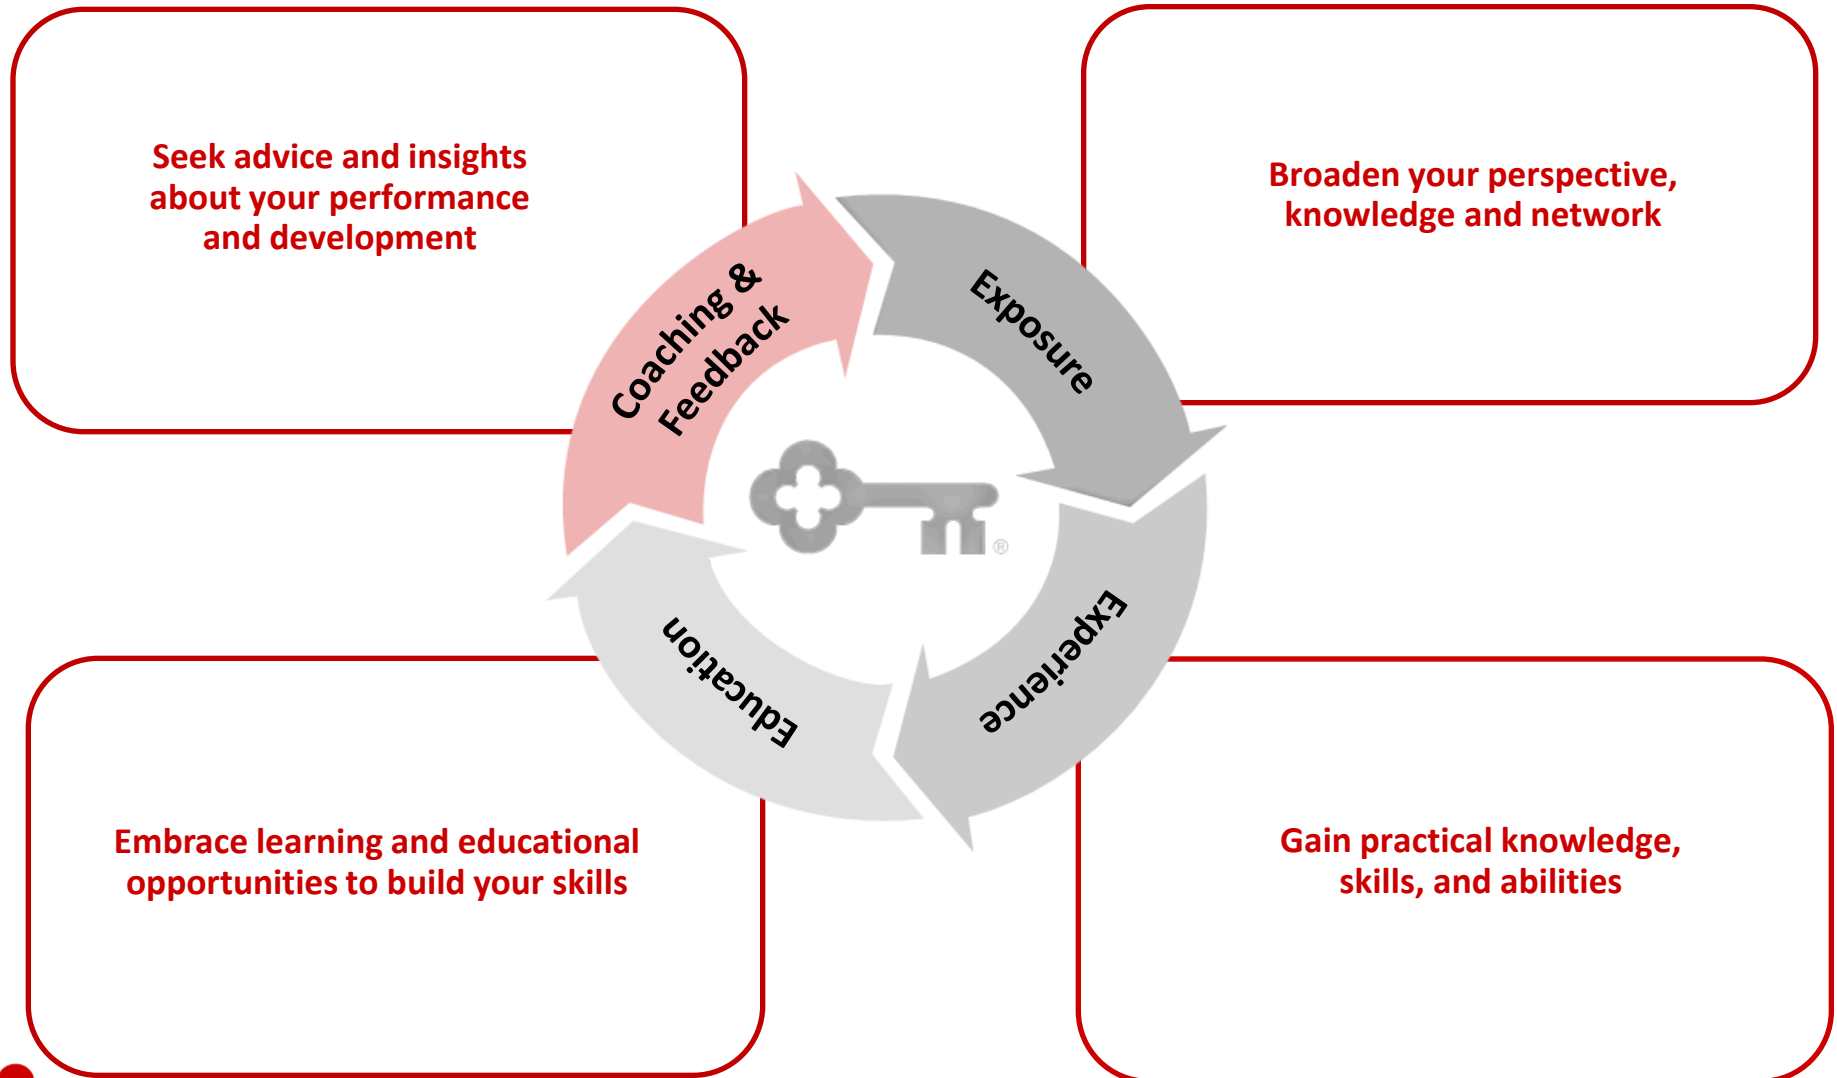 Seek advice and insights
about your performance
and development
Broaden your perspective,
knowledge and network
Coaching &
Feedback
Exposure
®
Education
Experience
Embrace learning and educational
opportunities to build your skills
Gain practical knowledge,
skills, and abilities